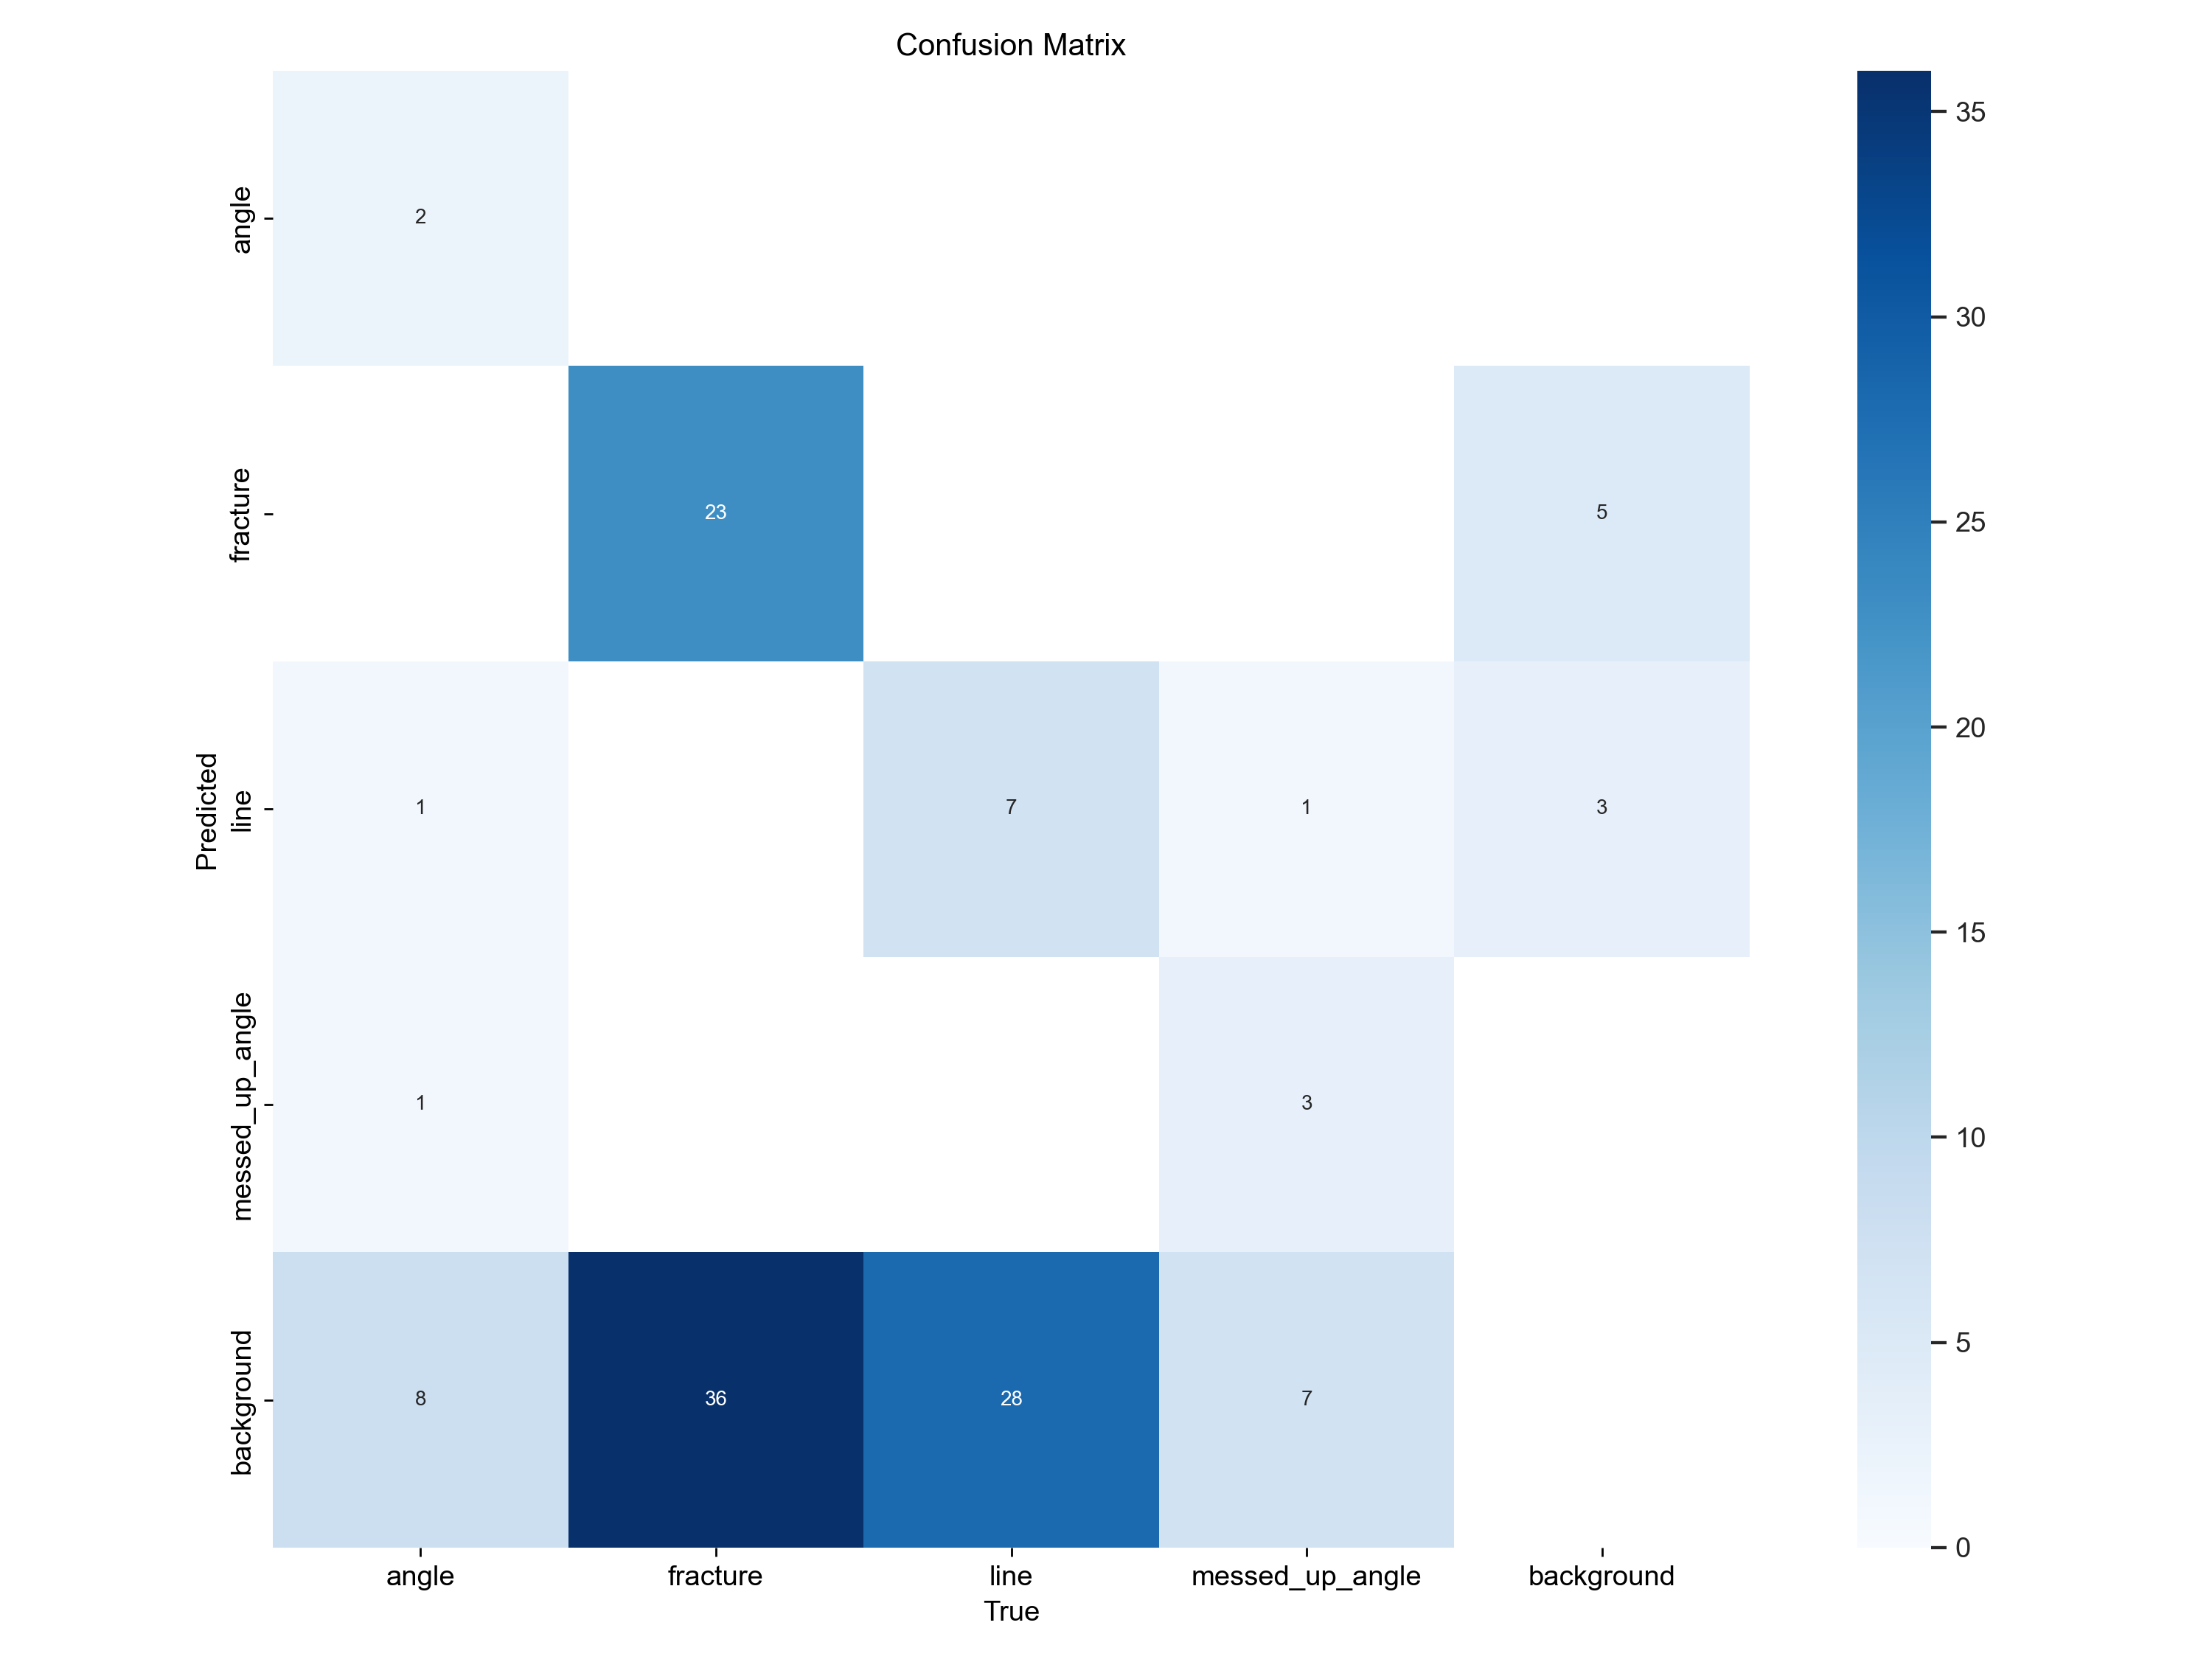 Confusion Matrix
angle
2
fracture
23
5
line
1
7
1
3
messed_up_angle
1
3
background
8
36
28
7
Predicted
angle
fracture
line
messed_up_angle
background
True
35
30
25
20
15
10
5
0